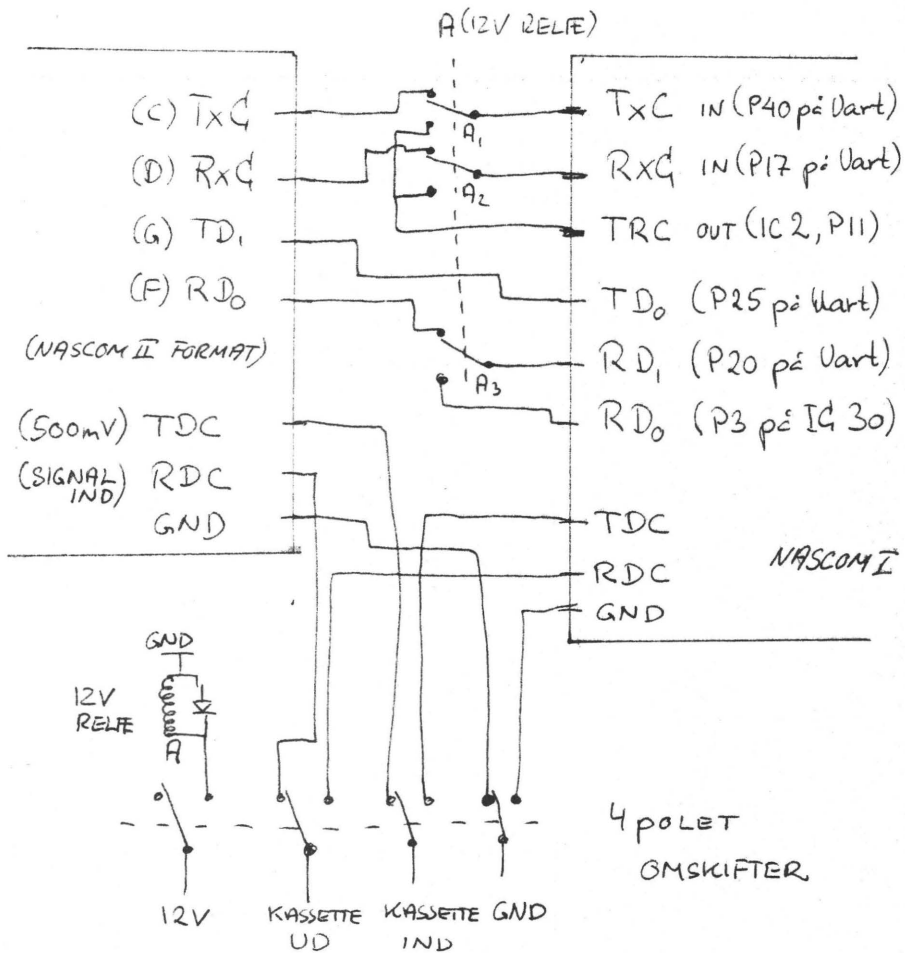 A (12V RELÆ)
(C) TxC
(D) RxC
(G) TD₁
(F) RD₀
(NASCOM II FORMAT)
(500mV) TDC
(SIGNAL IND) RDC
GND
A₁
A₂
A₃
TxC IN (P40 på Uart)
RxC IN (P17 på Uart)
TRC OUT (IC 2, P11)
TD₀ (P25 på Uart)
RD₁ (P20 på Uart)
RD₀ (P3 på IC 30)
TDC
RDC
GND
NASCOM I
GND
12V
RELÆ
A
4 POLET
OMSKIFTER
12V
KASSETTE
UD
KASSETTE
IND
GND